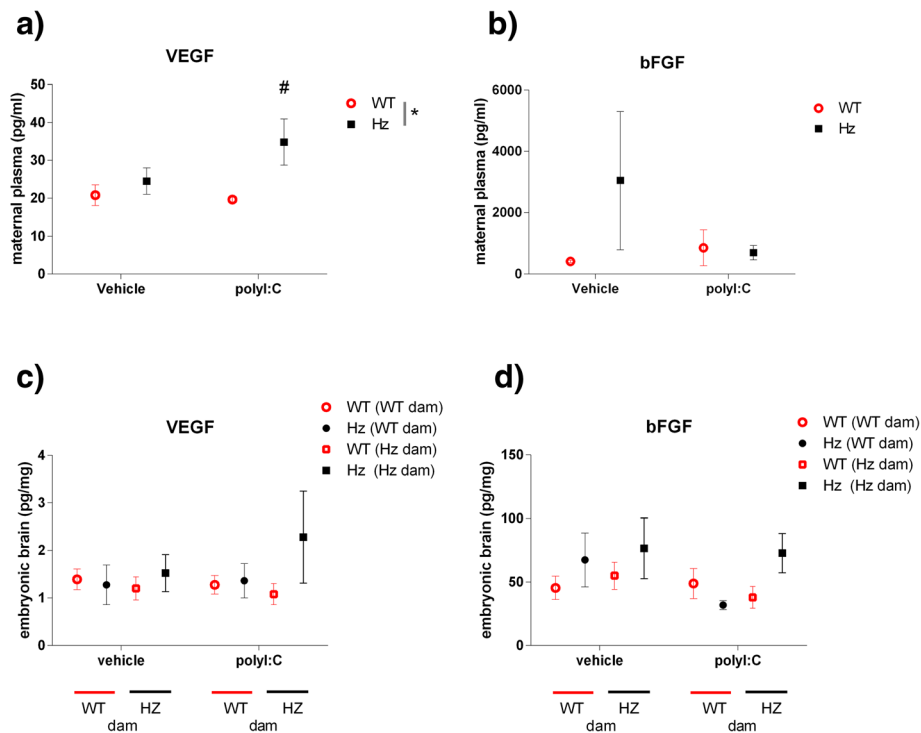 a)
VEGF
maternal plasma (pg/ml)
50
40
30
20
10
0
#
WT
Hz
*
Vehicle
polyI:C
b)
bFGF
maternal plasma (pg/ml)
6000
4000
2000
0
WT
Hz
Vehicle
polyI:C
c)
VEGF
WT (WT dam)
Hz (WT dam)
WT (Hz dam)
Hz (Hz dam)
embryonic brain (pg/mg)
4
3
2
1
0
vehicle
polyI:C
WT
HZ
dam
WT
HZ
dam
d)
bFGF
WT (WT dam)
Hz (WT dam)
WT (Hz dam)
Hz (Hz dam)
embryonic brain (pg/mg)
150
100
50
0
vehicle
polyI:C
WT
HZ
dam
WT
HZ
dam